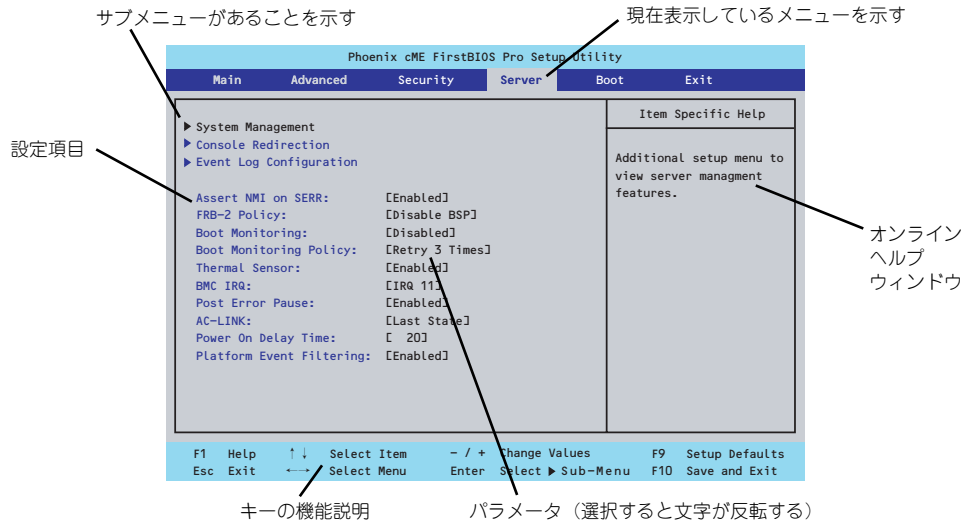 サブメニューがあることを示す
現在表示しているメニューを示す
Phoenix cME FirstBIOS Pro Setup Utility
Main Advanced Security Server Boot Exit
Item Specific Help
▶ System Management
▶ Console Redirection
▶ Event Log Configuration
設定項目
Additional setup menu to
view server managment
features.
Assert NMI on SERR: [Enabled]
FRB-2 Policy: [Disable BSP]
Boot Monitoring: [Disabled]
Boot Monitoring Policy: [Retry 3 Times]
Thermal Sensor: [Enabled]
BMC IRQ: [IRQ 11]
Post Error Pause: [Enabled]
AC-LINK: [Last State]
Power On Delay Time: [ 20]
Platform Event Filtering: [Enabled]
オンライン
ヘルプ
ウィンドウ
F1 Help ↑↓ Select Item - / + Change Values F9 Setup Defaults
Esc Exit ←→ Select Menu Enter Select ▶ Sub-Menu F10 Save and Exit
キーの機能説明
パラメータ（選択すると文字が反転する）